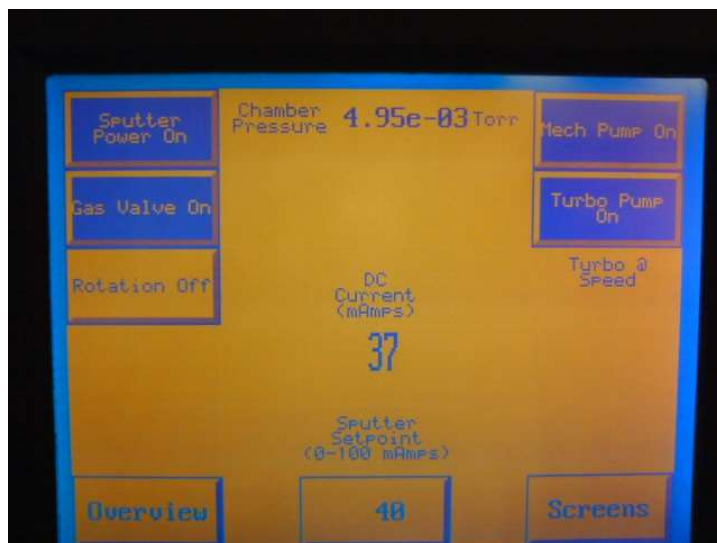 Sputter
Power On
Chamber
Pressure 4.95e-03 Torr
Mech Pump On
Gas Valve On
Turbo Pump
On
Rotation Off
Turbo @
Speed
DC
Current
(mAmps)
37
Sputter
Setpoint
(0-100 mAmps)
Overview
40
Screens